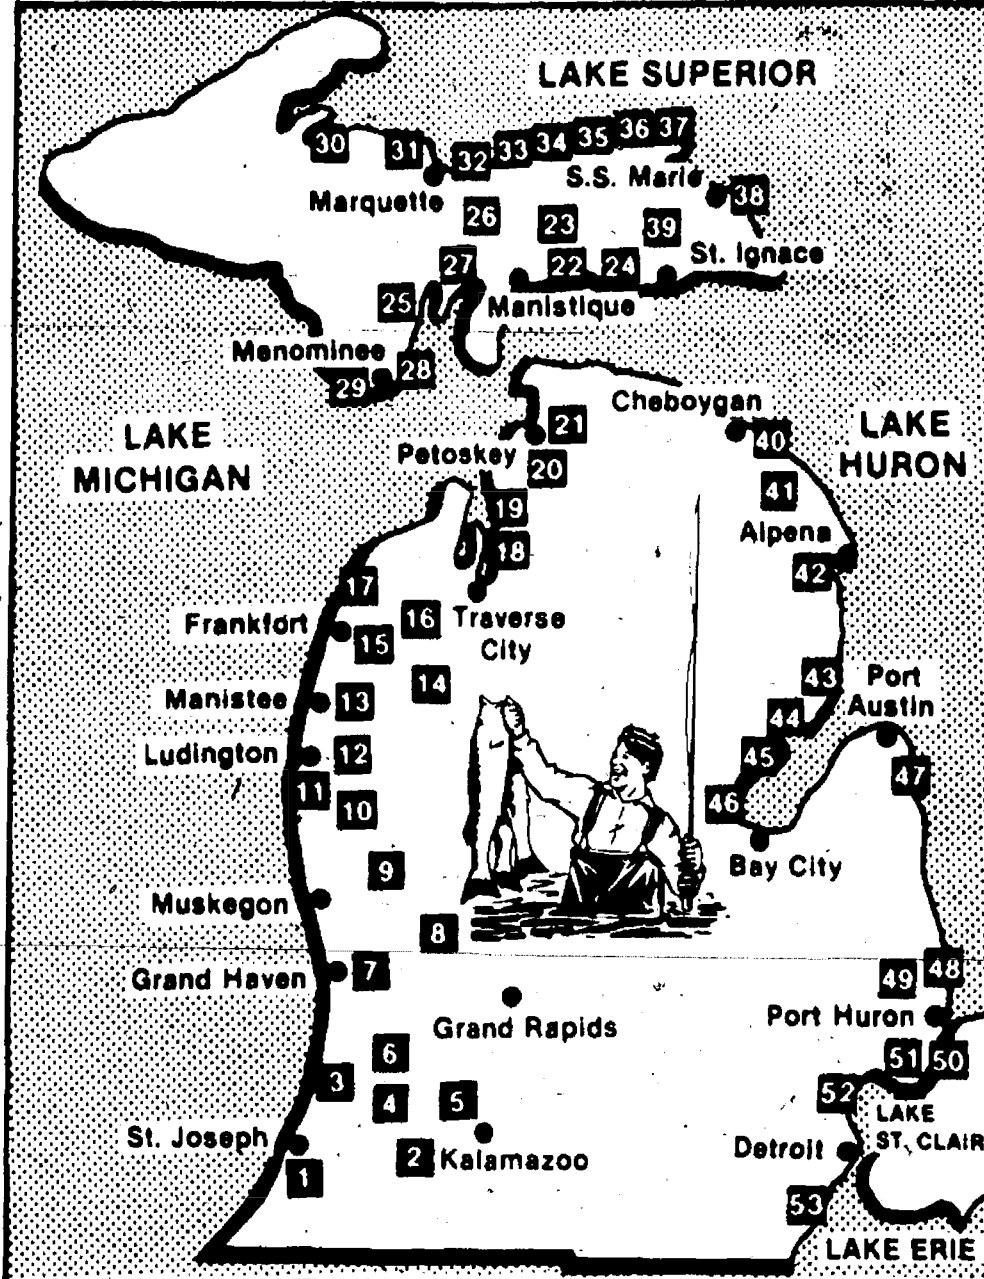 LAKE SUPERIOR
30
31
32
33
34
35
36
37
S.S. Marie
38
Marquette
26
23
39
St. Ignace
27
22
24
25
Manistique
Menominee
28
29
Cheboygan
21
40
LAKE
MICHIGAN
LAKE
HURON
Petoskey
20
41
19
Alpena
18
42
17
16
Traverse
City
Frankfort
15
14
43
Port
Austin
Manistee
13
44
Ludington
12
45
47
11
10
46
9
Bay City
Muskegon
8
Grand Haven
7
49
48
Grand Rapids
Port Huron
6
51
50
3
4
5
52
LAKE
ST. CLAIR
St. Joseph
2
Kalamazoo
Detroit
1
53
LAKE ERIE